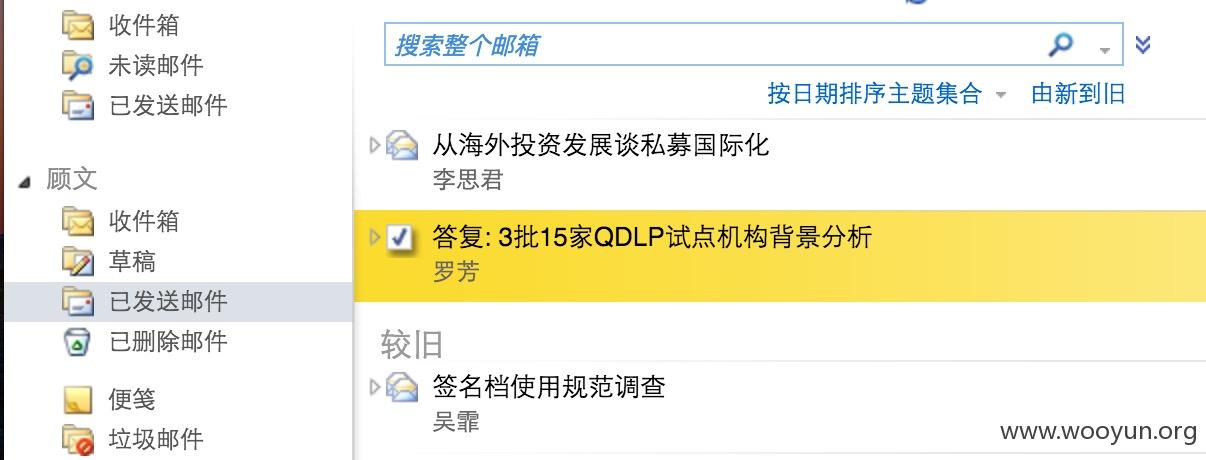 收件箱
未读邮件
已发送邮件
顾文
收件箱
草稿
已发送邮件
已删除邮件
便笺
垃圾邮件
搜索整个邮箱
按日期排序主题集合 由新到旧
从海外投资发展谈私募国际化
李思君
答复: 3批15家QDLP试点机构背景分析
罗芳
较旧
签名档使用规范调查
吴霏
www.wooyun.org